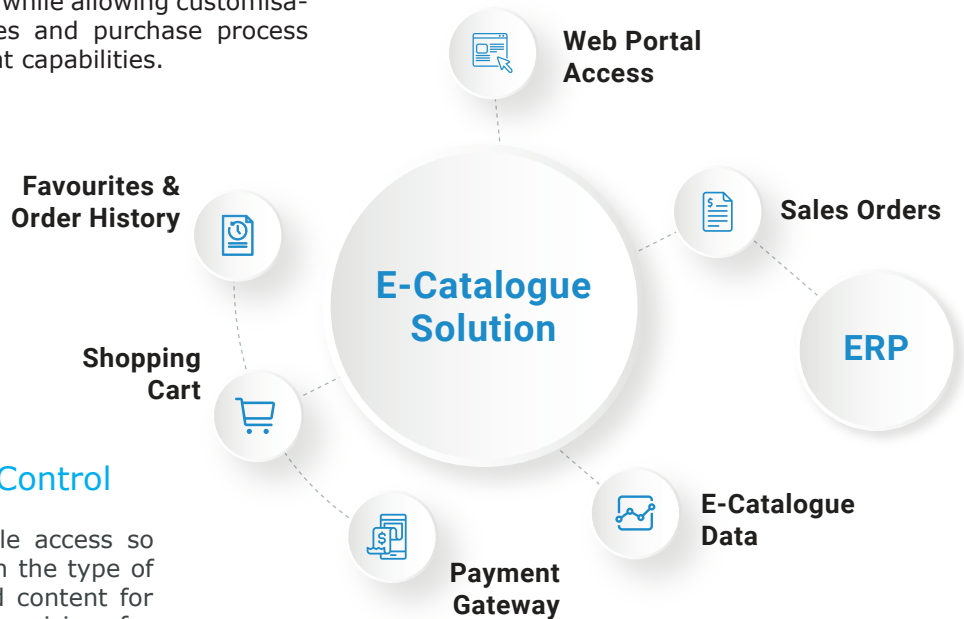 while allowing customisa-
es and purchase process
t capabilities.
Web Portal
Access
Favourites &
Order History
Sales Orders
E-Catalogue
Solution
ERP
Shopping
Cart
Control
le access so
the type of
content for
E-Catalogue
Data
Payment
Gateway